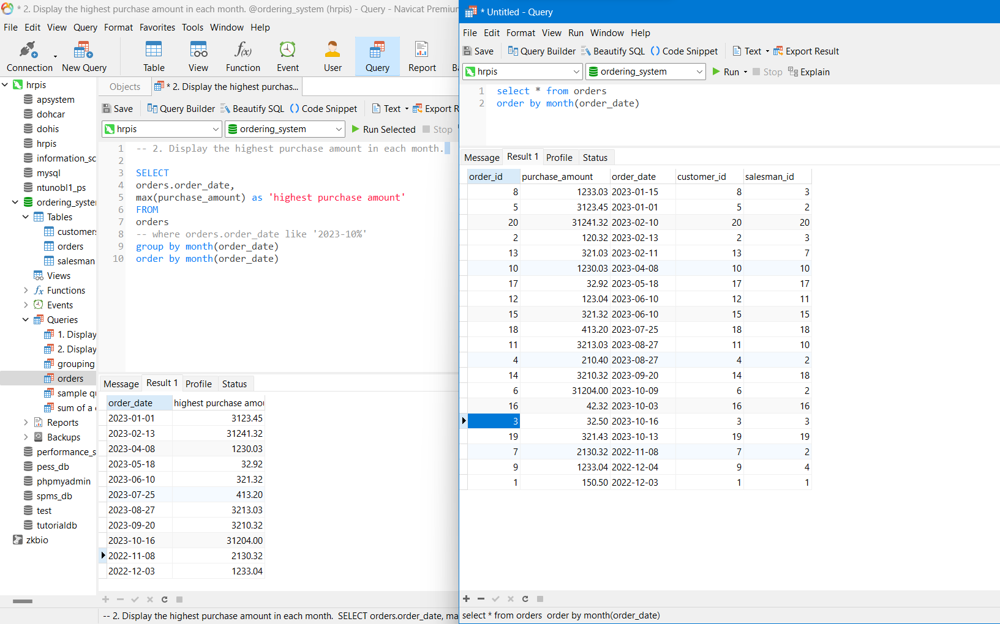 * 2. Display the highest purchase amount in each month. @ordering_system (hrpis) - Query - Navicat Premium
File Edit View Query Format Favorites Tools Window Help
Connection New Query Table View Function Event User Query Report
hrpis
apsystem
dohcar
dohis
hrpis
information_sc
mysql
ntunobl1_ps
ordering_system
Tables
customers
orders
salesman
Views
Functions
Events
Queries
1. Display
2. Display
grouping
orders
sample qu
sum of a c
Reports
Backups
performance_s
pess_db
phpmyadmin
spms_db
test
tutorialdb
zkbio
Objects * 2. Display the highest purchas...
Save Query Builder Beautify SQL Code Snippet Text Export R
hrpis ordering_system Run Selected Stop
1 -- 2. Display the highest purchase amount in each month.
2
3 SELECT
4 orders.order_date,
5 max(purchase_amount) as 'highest purchase amount'
6 FROM
7 orders
8 -- where orders.order_date like '2023-10%'
9 group by month(order_date)
10 order by month(order_date)
Message Result 1 Profile Status
order_date highest purchase amou
2023-01-01 3123.45
2023-02-13 31241.32
2023-04-08 1230.03
2023-05-18 32.92
2023-06-10 321.32
2023-07-25 413.20
2023-08-27 3213.03
2023-09-20 3210.32
2023-10-16 31204.00
2022-11-08 2130.32
2022-12-03 1233.04
-- 2. Display the highest purchase amount in each month. SELECT orders.order_date, ma
* Untitled - Query
File Edit Format View Run Window Help
Save Query Builder Beautify SQL Code Snippet Text Export Result
hrpis ordering_system Run Stop Explain
1 select * from orders
2 order by month(order_date)
Message Result 1 Profile Status
order_id purchase_amount order_date customer_id salesman_id
8 1233.03 2023-01-15 8 3
5 3123.45 2023-01-01 5 2
20 31241.32 2023-02-10 20 20
2 120.32 2023-02-13 2 3
13 321.03 2023-02-11 13 7
10 1230.03 2023-04-08 10 10
17 32.92 2023-05-18 17 17
12 123.04 2023-06-10 12 11
15 321.32 2023-06-10 15 15
18 413.20 2023-07-25 18 18
11 3213.03 2023-08-27 11 10
4 210.40 2023-08-27 4 2
14 3210.32 2023-09-20 14 18
6 31204.00 2023-10-09 6 2
16 42.32 2023-10-03 16 16
3 32.50 2023-10-16 3 3
19 321.43 2023-10-13 19 19
7 2130.32 2022-11-08 7 2
9 1233.04 2022-12-04 9 4
1 150.50 2022-12-03 1 1
select * from orders order by month(order_date)